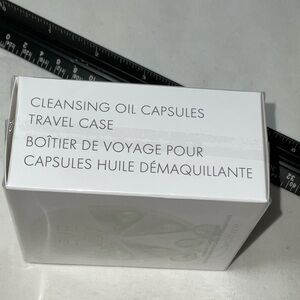 CLEANSING OIL CAPSULES
TRAVEL CASE
BOÎTIER DE VOYAGE POUR
CAPSULES HUILE DÉMAQUILLANTE